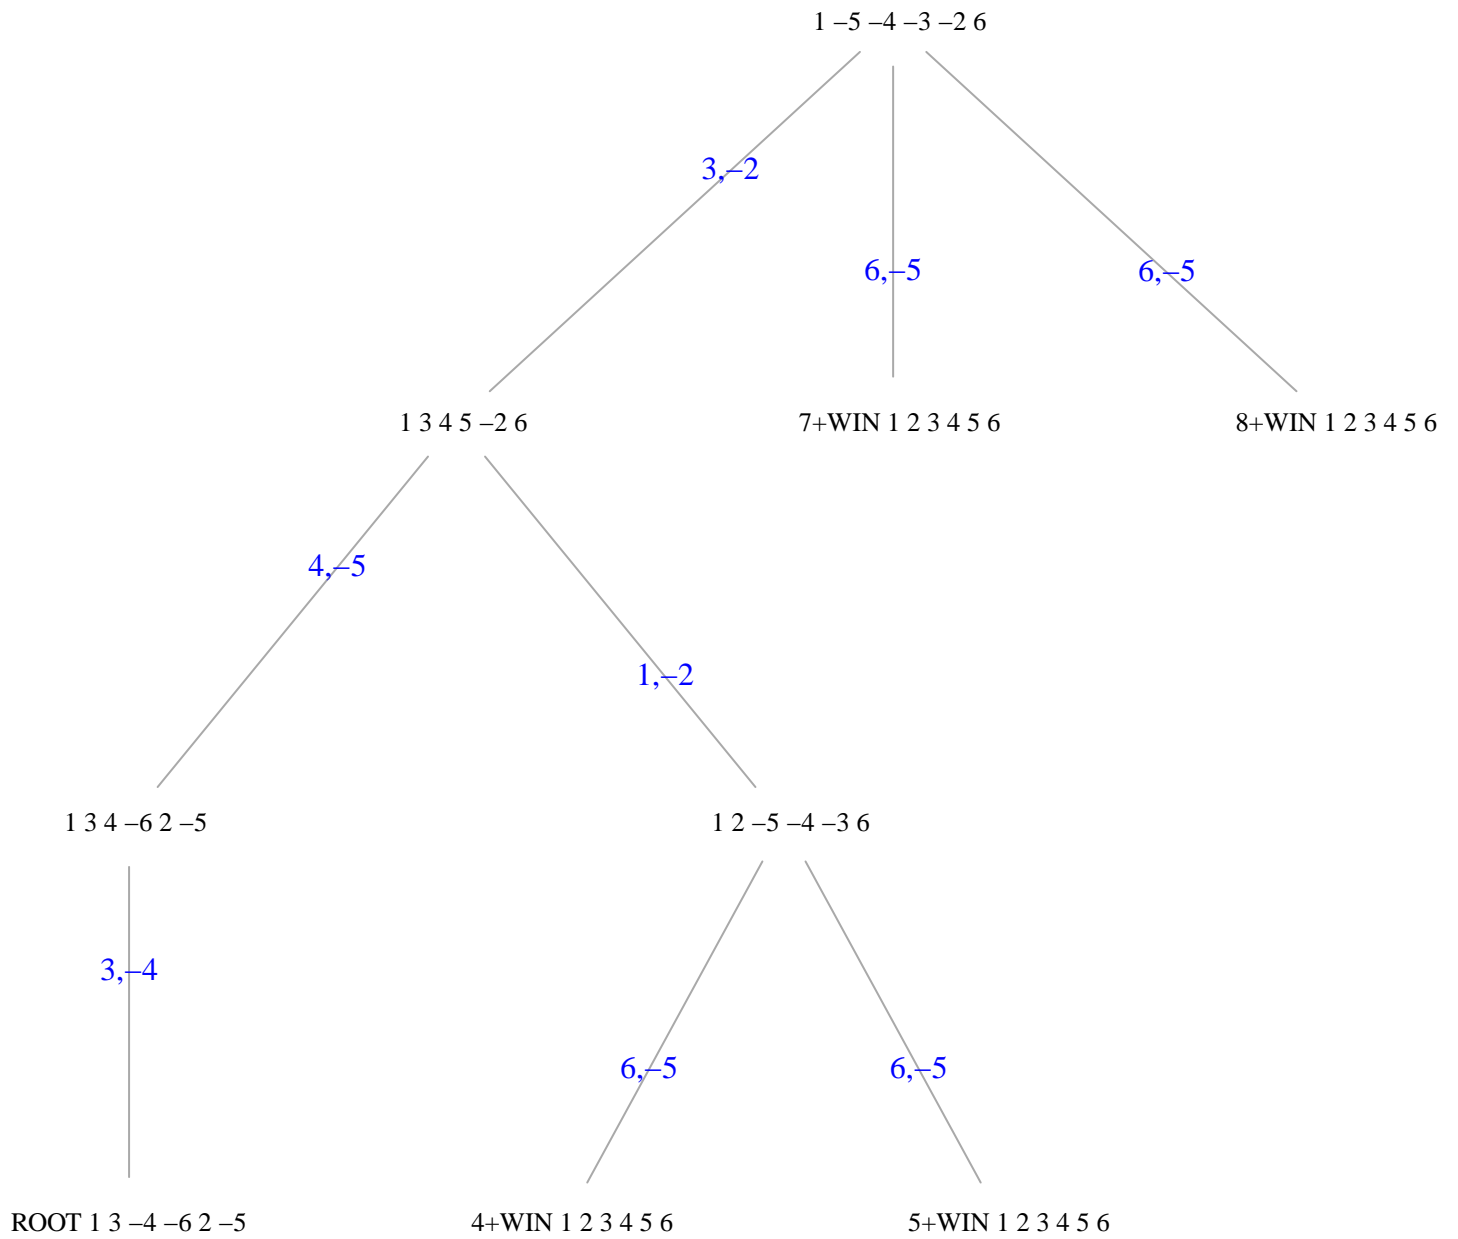 1 –5 –4 –3 –2 6
3,–2
6,–5
6,–5
1 3 4 5 –2 6
7+WIN 1 2 3 4 5 6
8+WIN 1 2 3 4 5 6
4,–5
1,–2
1 3 4 –6 2 –5
1 2 –5 –4 –3 6
3,–4
6,–5
6,–5
ROOT 1 3 –4 –6 2 –5
4+WIN 1 2 3 4 5 6
5+WIN 1 2 3 4 5 6